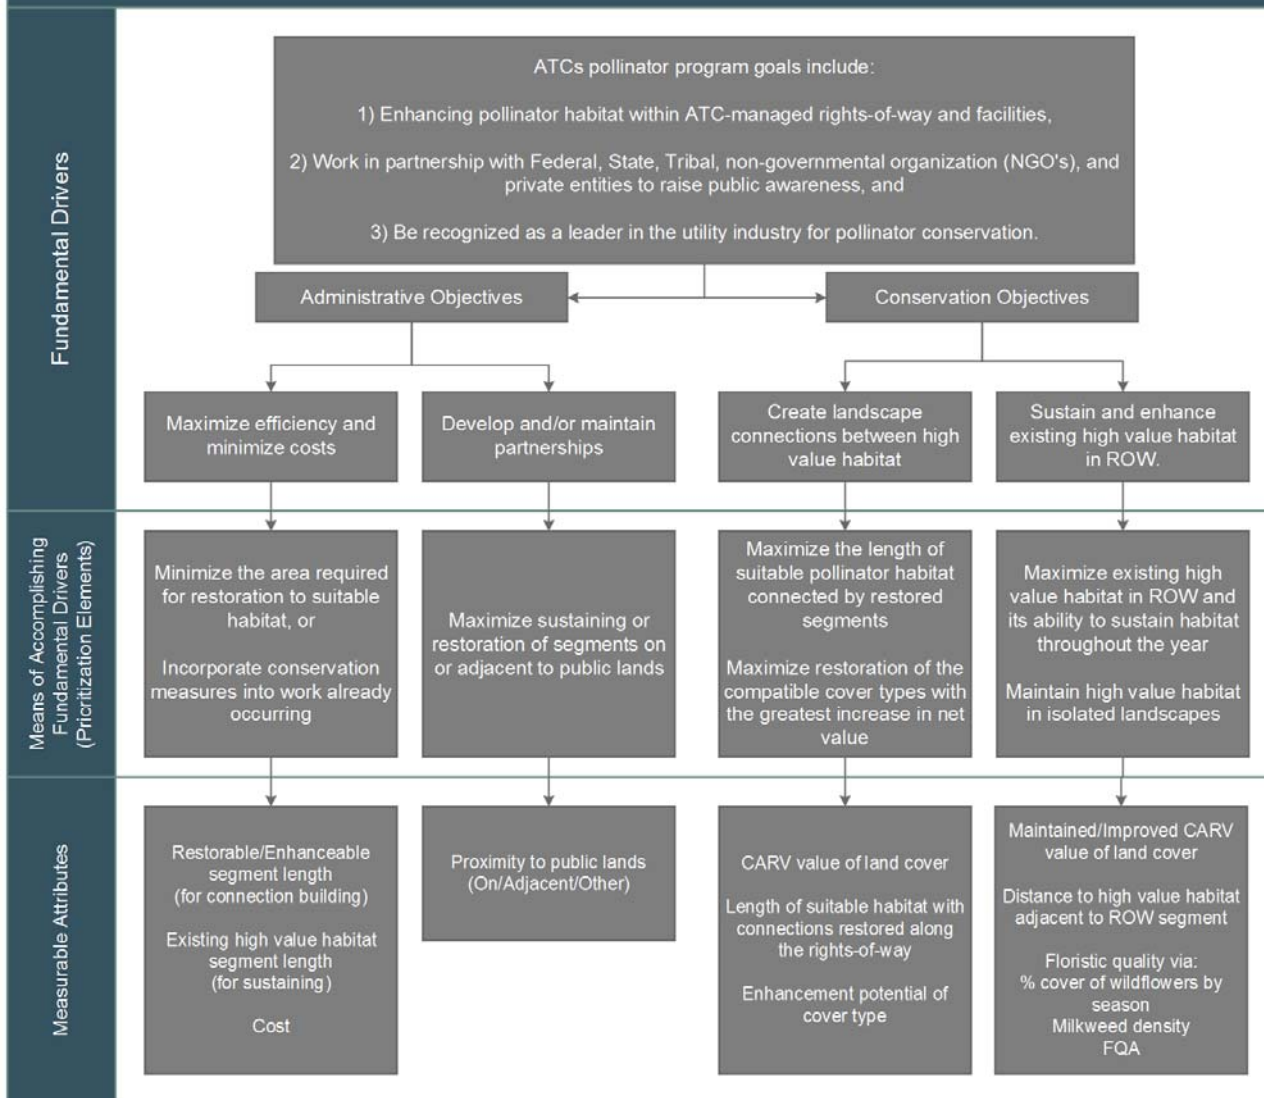 Fundamental Drivers
ATCs pollinator program goals include:
1) Enhancing pollinator habitat within ATC-managed rights-of-way and facilities,
2) Work in partnership with Federal, State, Tribal, non-governmental organization (NGO's), and
private entities to raise public awareness, and
3) Be recognized as a leader in the utility industry for pollinator conservation.
Administrative Objectives
Conservation Objectives
Maximize efficiency and
minimize costs
Develop and/or maintain
partnerships
Create landscape
connections between high
value habitat
Sustain and enhance
existing high value habitat
in ROW.
Means of Accomplishing
Fundamental Drivers
(Prioritization Elements)
Minimize the area required
for restoration to suitable
habitat, or
Incorporate conservation
measures into work already
occurring
Maximize sustaining or
restoration of segments on
or adjacent to public lands
Maximize the length of
suitable pollinator habitat
connected by restored
segments
Maximize restoration of the
compatible cover types with
the greatest increase in net
value
Maximize existing high
value habitat in ROW and
its ability to sustain habitat
throughout the year
Maintain high value habitat
in isolated landscapes
Measurable Attributes
Restorable/Enhanceable
segment length
(for connection building)
Existing high value habitat
segment length
(for sustaining)
Cost
Proximity to public lands
(On/Adjacent/Other)
CARV value of land cover
Length of suitable habitat with
connections restored along
the rights-of-way
Enhancement potential of
cover type
Maintained/Improved CARV
value of land cover
Distance to high value habitat
adjacent to ROW segment
Floristic quality via:
% cover of wildflowers by
season
Milkweed density
FQA